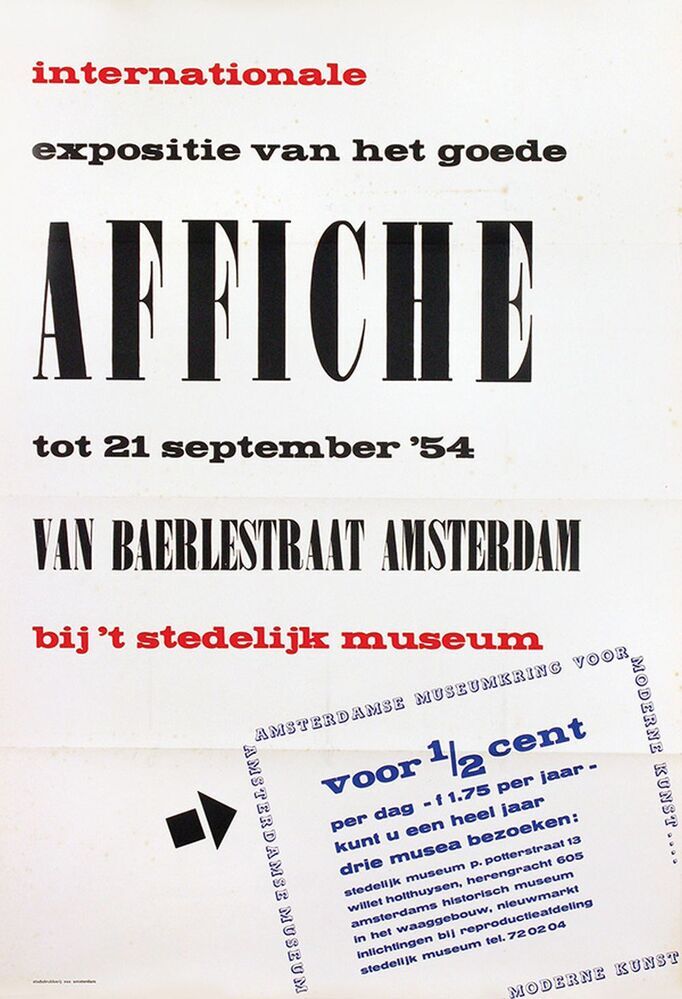 internationale
expositie van het goede
AFFICHE
tot 21 september '54
VAN BAERLESTRAAT AMSTERDAM
bij 't stedelijk museum
AMSTERDAMSE MUSEUMKRING VOOR
MODERNE KUNST....
AMSTERDAMSE MUSEUM
voor 1/2 cent
per dag - f 1.75 per jaar -
kunt u een heel jaar
drie musea bezoeken:
stedelijk museum p. potterstraat 13
willet holthuysen, herengracht 605
amsterdams historisch museum
in het waaggebouw, nieuwmarkt
inlichtingen bij reproductieafdeling
stedelijk museum tel. 72 02 04
MODERNE KUNST